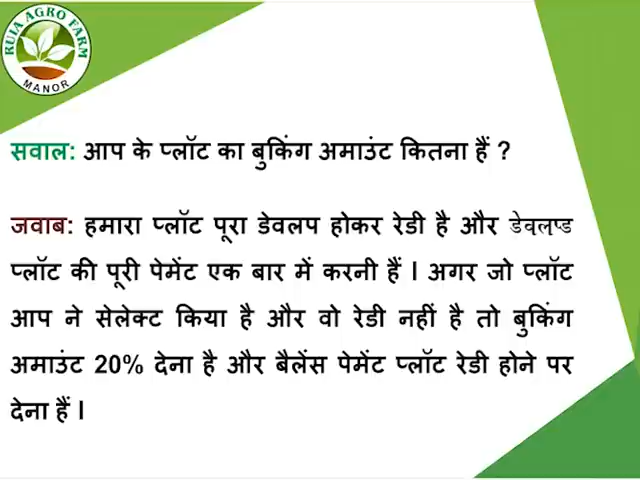 RUIA AGRO FARM
MANOR
सवाल: आप के प्लॉट का बुकिंग अमाउंट कितना हैं ?
जवाब: हमारा प्लॉट पूरा डेवलप होकर रेडी है और डेवलप्ड
प्लॉट की पूरी पेमेंट एक बार में करनी हैं l अगर जो प्लॉट
आप ने सेलेक्ट किया है और वो रेडी नहीं है तो बुकिंग
अमाउंट 20% देना है और बैलेंस पेमेंट प्लॉट रेडी होने पर
देना हैं l